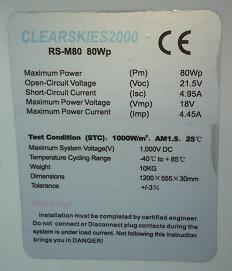 CLEARSKIES2000 CE
RS-M80 80Wp
Maximum Power (Pm) 80Wp
Open-Circuit Voltage (Voc) 21.5V
Short-Circuit Current (Isc) 4.95A
Maximum Power Voltage (Vmp) 18V
Maximum Power Current (Imp) 4.45A
Test Condition (STC), 1000W/m², AM1.5, 25℃
Maximum System Voltage(V) 1,000V DC
Temperature Cycling Range -40℃ to + 85℃
Weight 10KG
Dimensions 1200×555×30mm
Tolerance +/-3%
Warning!
Installation must be completed by certified engineer.
Do not connect or Disconnect plug contacts during the
system is under load current. Not following this instruction
brings you in DANGER!